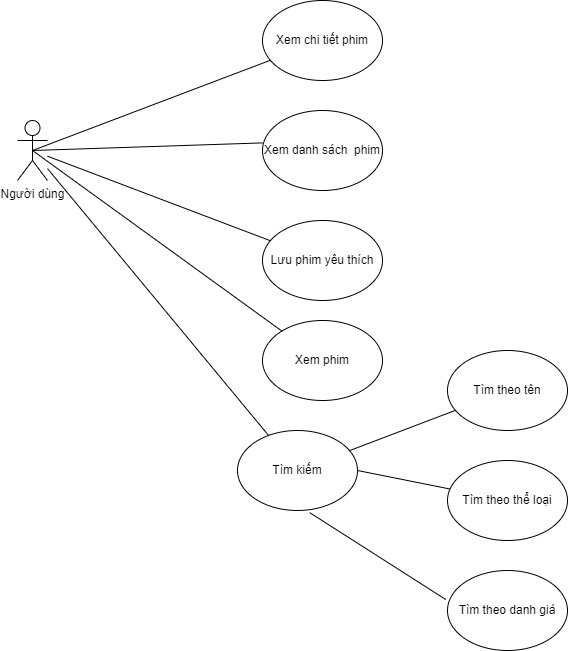 Xem chi tiết phim
Người dùng
Xem danh sách  phim
Lưu phim yêu thích
Xem phim
Tìm theo tên
Tìm kiếm
Tìm theo thể loại
Tìm theo danh giá